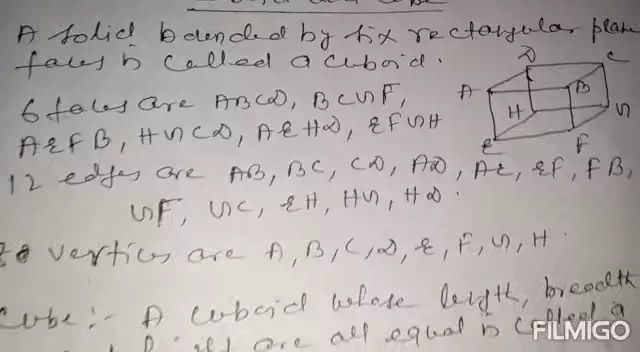 A solid bounded by six rectangular plane
faces is called a cuboid.
6 faces are ABCD, BCGF,
AEFB, HGCD, AEHD, EFGH
12 edges are AB, BC, CD, AD, AE, EF, FB,
GF, GC, EH, HG, HD.
vertices are A, B, C, D, E, F, G, H.
Cube:- A cuboid whose length, breadth
are all equal is called a
D
C
A
B
H
G
E
F
FILMIGO